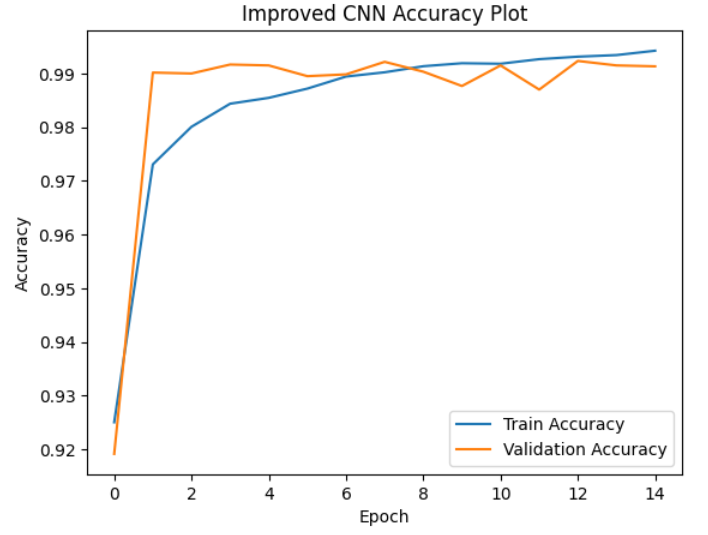 Improved CNN Accuracy Plot
0.99
0.98
0.97
0.96
0.95
0.94
0.93
0.92
Accuracy
Train Accuracy
Validation Accuracy
0 2 4 6 8 10 12 14
Epoch